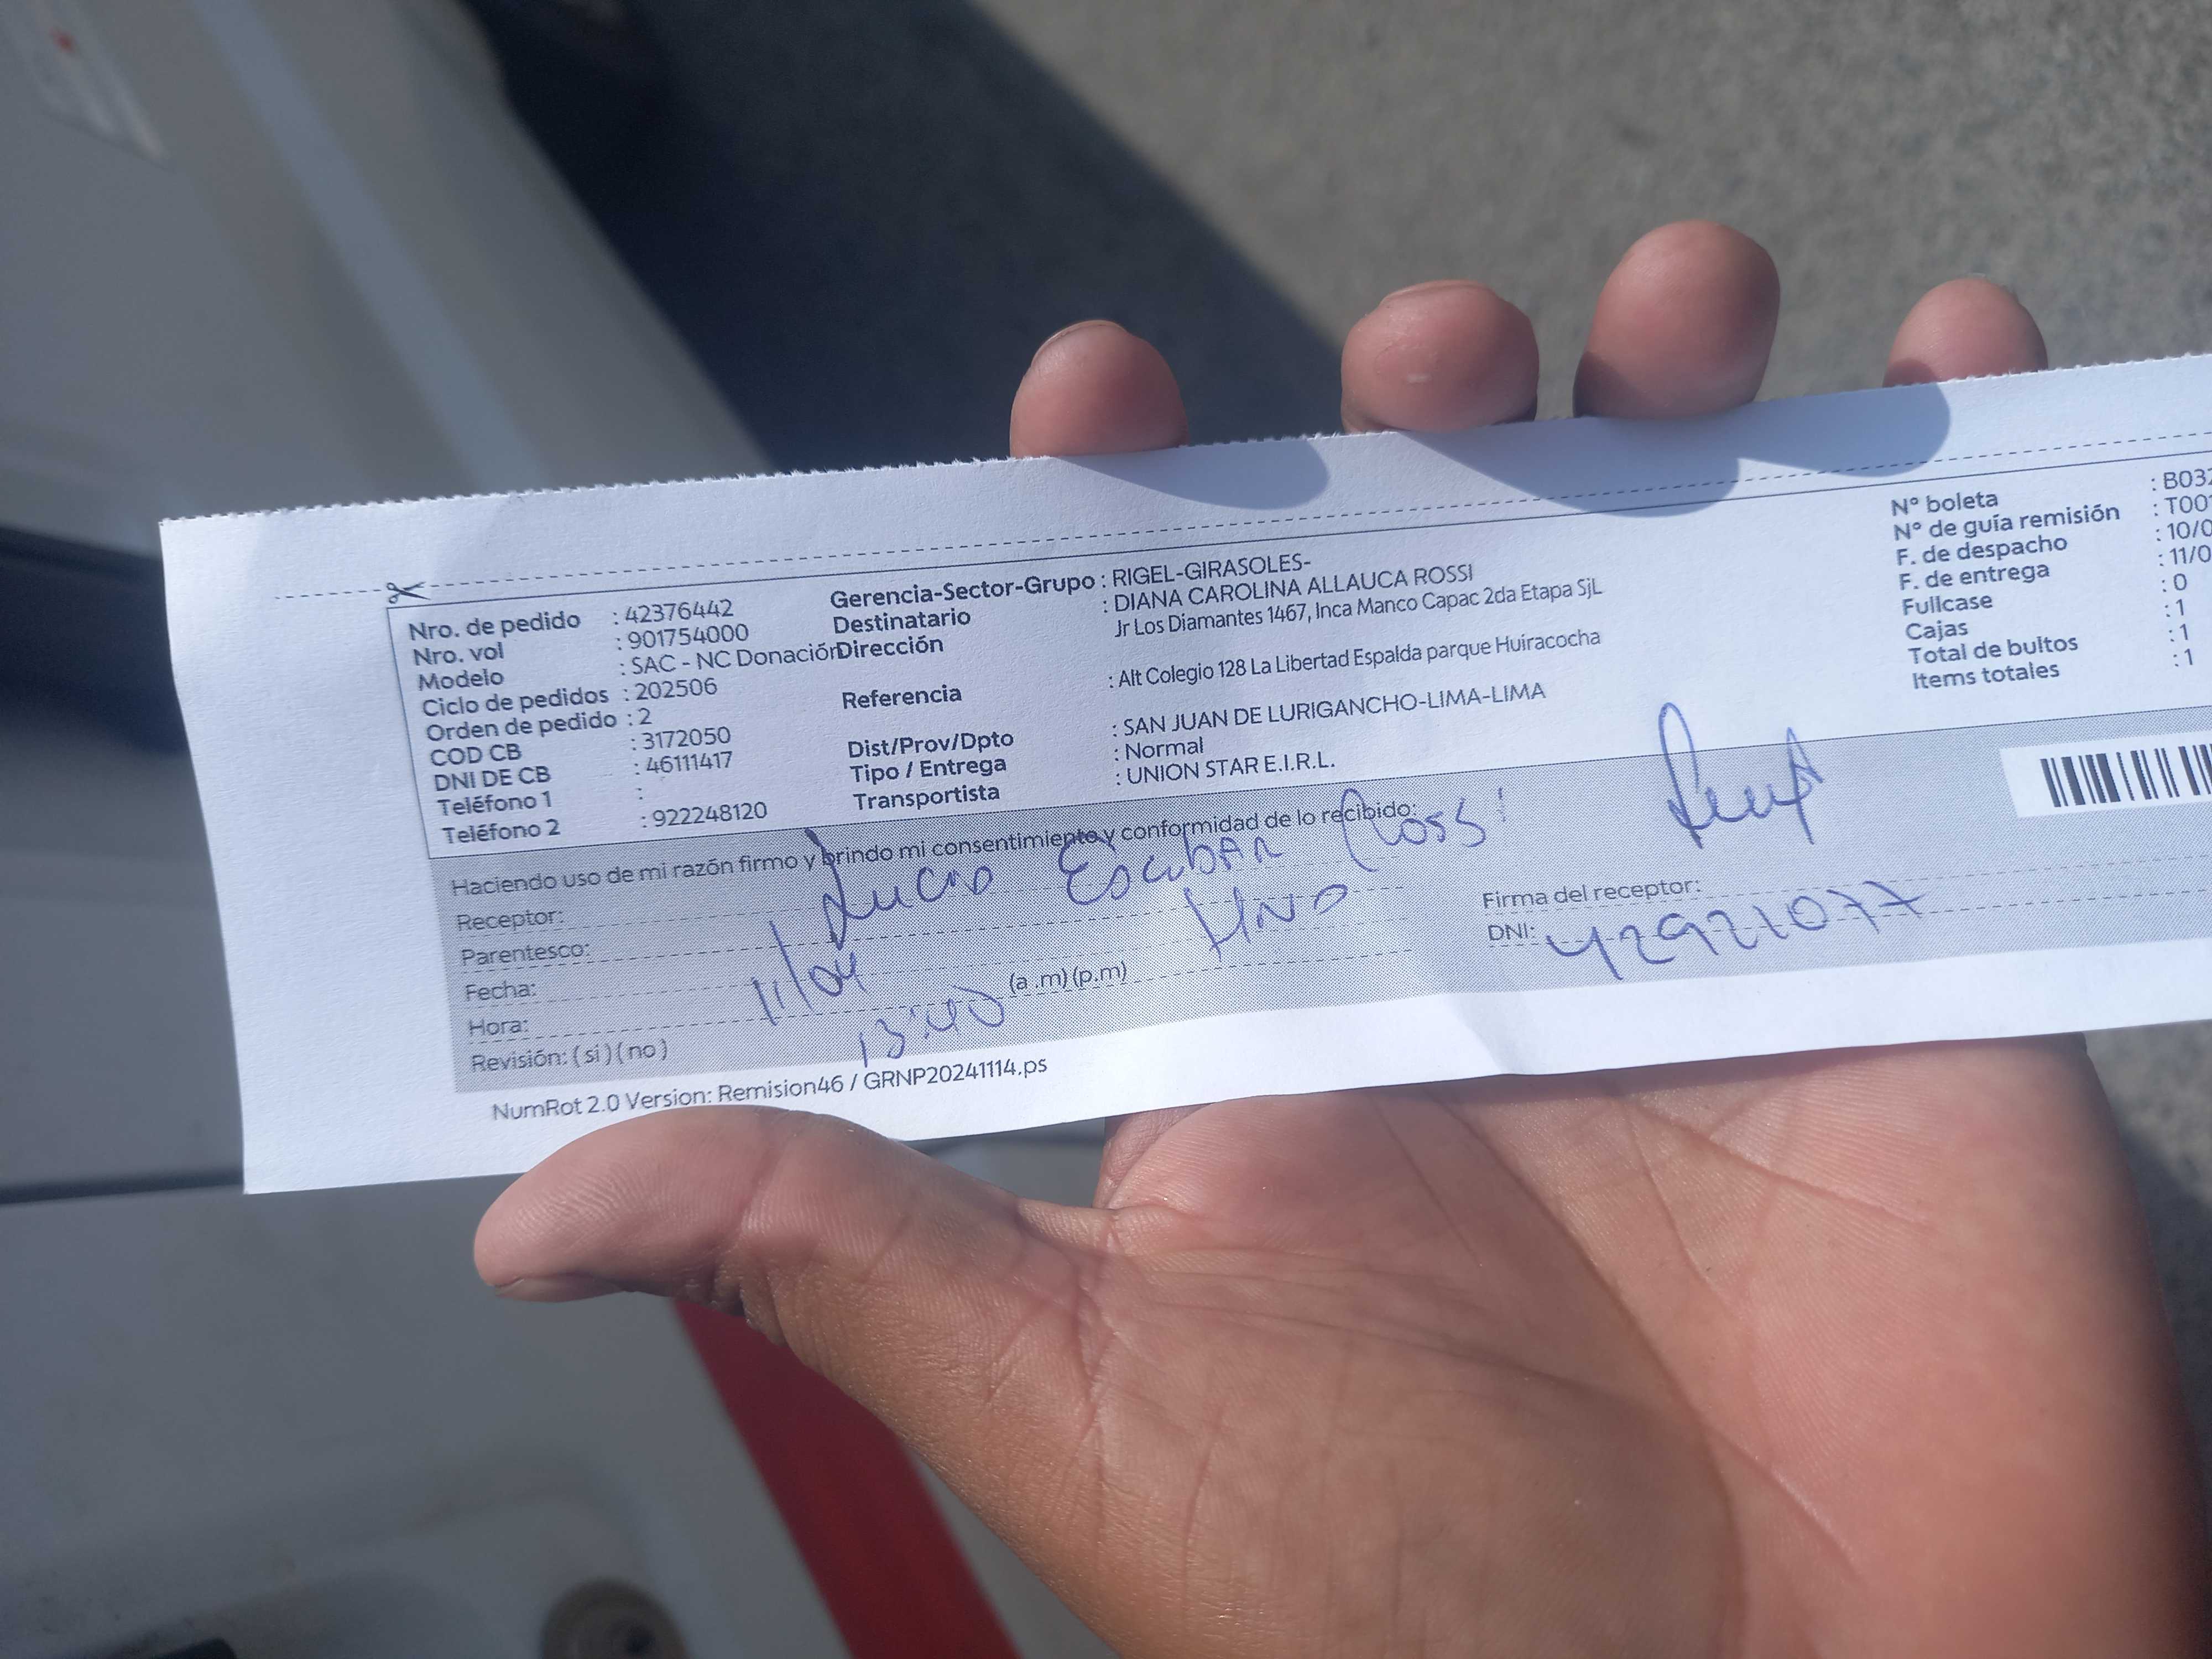 Nro. de pedido : 42376442
Nro. vol : 901754000
Modelo : SAC - NC Donación
Ciclo de pedidos : 202506
Orden de pedido : 2
COD CB : 3172050
DNI DE CB : 46111417
Teléfono 1 :
Teléfono 2 : 922248120
Gerencia-Sector-Grupo : RIGEL-GIRASOLES-
Destinatario : DIANA CAROLINA ALLAUCA ROSSI
Dirección Jr Los Diamantes 1467, Inca Manco Capac 2da Etapa SjL
Referencia : Alt Colegio 128 La Libertad Espalda parque Huiracocha
Dist/Prov/Dpto : SAN JUAN DE LURIGANCHO-LIMA-LIMA
Tipo / Entrega : Normal
Transportista : UNION STAR E.I.R.L.
N° boleta : B032
N° de guía remisión : T001
F. de despacho : 10/0
F. de entrega : 11/0
Fullcase : 0
Cajas : 1
Total de bultos : 1
Items totales : 1
Haciendo uso de mi razón firmo y brindo mi consentimiento y conformidad de lo recibido:
Receptor: Escobar Rossi
Parentesco: HNO
Fecha: 11/04
Hora: 13:40 (a .m) (p.m)
Revisión: ( si ) ( no )
Firma del receptor:
DNI: 42921077
NumRot 2.0 Version: Remision46 / GRNP20241114.ps